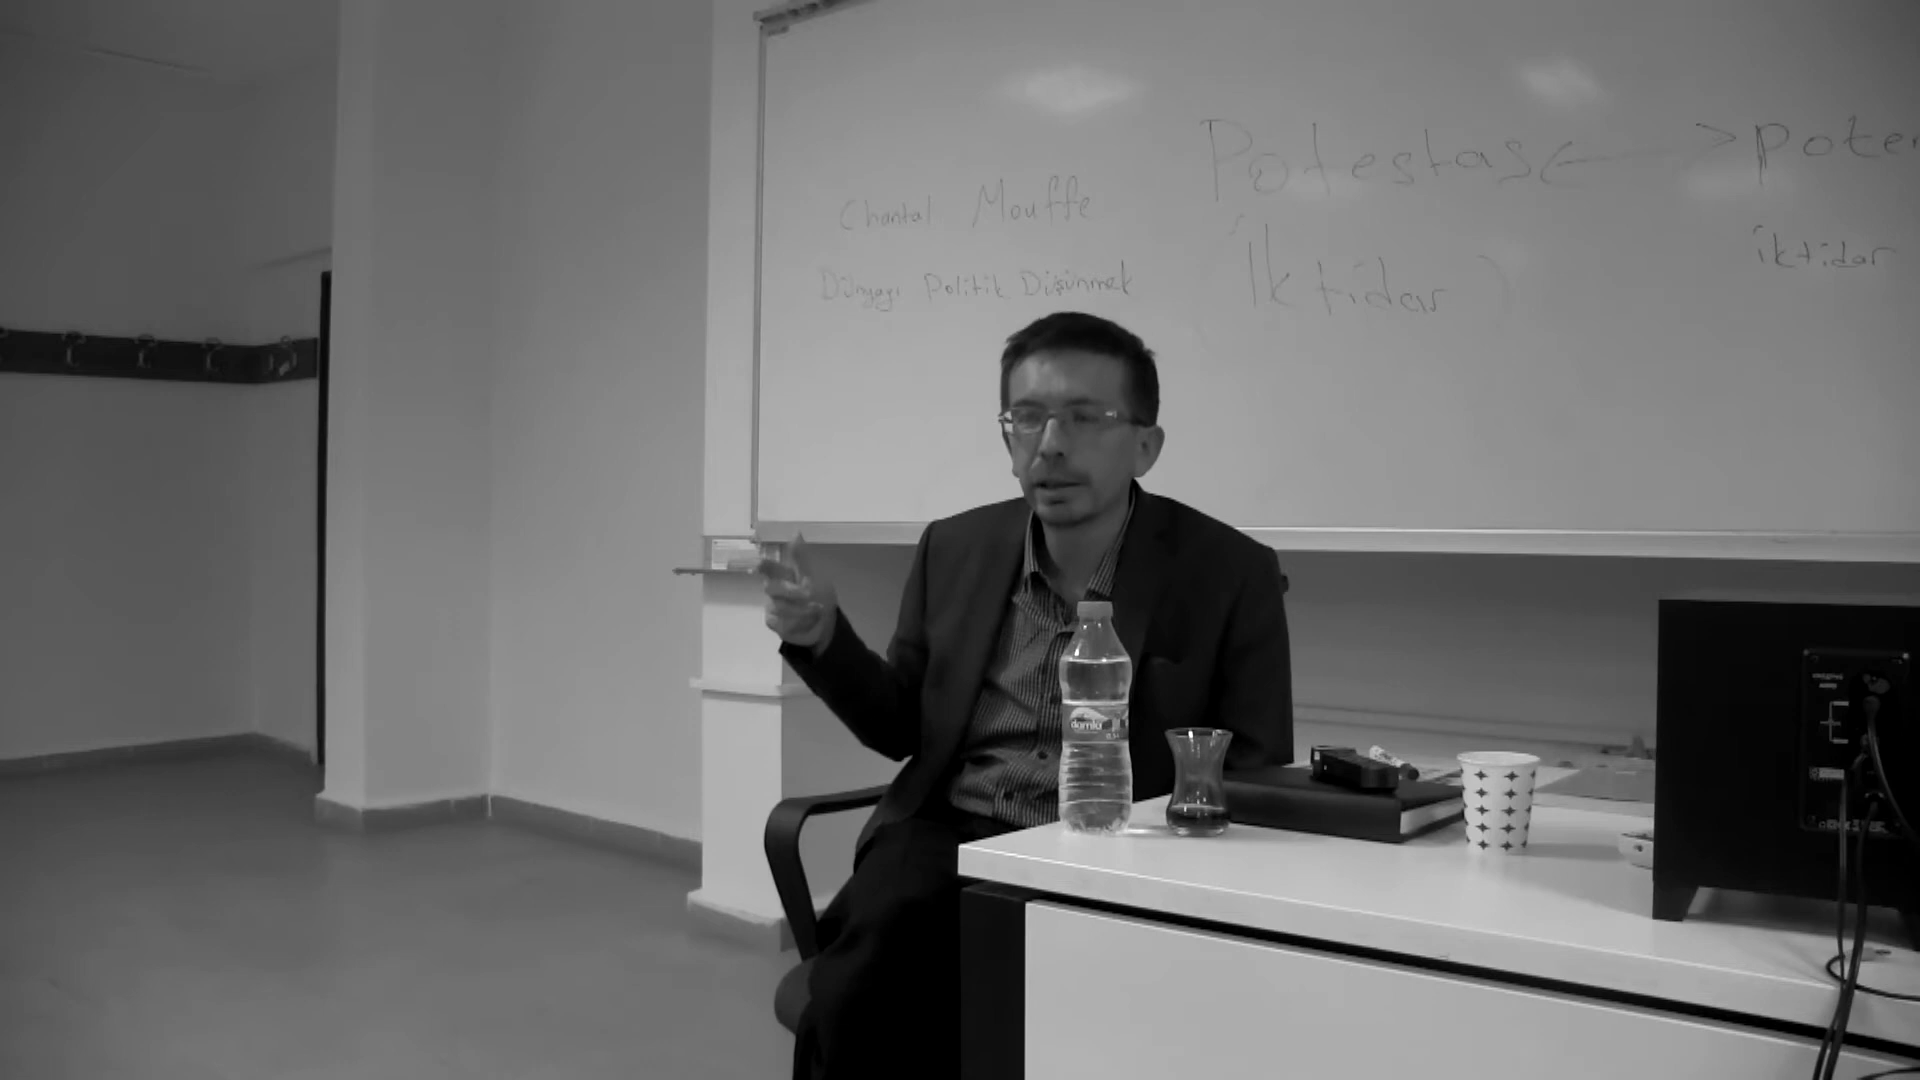 Chantal Mouffe
Dünyayı Politik Düşünmek
Potestas <-> poten
İktidar
iktidar
damla